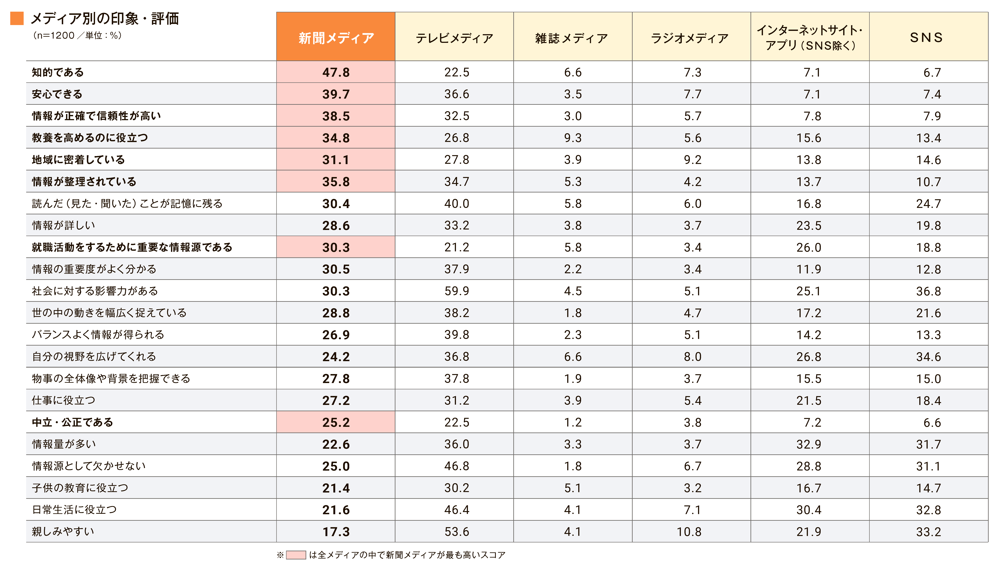 メディア別の印象・評価
（n=1200／単位：%）
新聞メディア テレビメディア 雑誌メディア ラジオメディア インターネットサイト・アプリ（SNS除く） SNS
知的である 47.8 22.5 6.6 7.3 7.1 6.7
安心できる 39.7 36.6 3.5 7.7 7.1 7.4
情報が正確で信頼性が高い 38.5 32.5 3.0 5.7 7.8 7.9
教養を高めるのに役立つ 34.8 26.8 9.3 5.6 15.6 13.4
地域に密着している 31.1 27.8 3.9 9.2 13.8 14.6
情報が整理されている 35.8 34.7 5.3 4.2 13.7 10.7
読んだ（見た・聞いた）ことが記憶に残る 30.4 40.0 5.8 6.0 16.8 24.7
情報が詳しい 28.6 33.2 3.8 3.7 23.5 19.8
就職活動をするために重要な情報源である 30.3 21.2 5.8 3.4 26.0 18.8
情報の重要度がよく分かる 30.5 37.9 2.2 3.4 11.9 12.8
社会に対する影響力がある 30.3 59.9 4.5 5.1 25.1 36.8
世の中の動きを幅広く捉えている 28.8 38.2 1.8 4.7 17.2 21.6
バランスよく情報が得られる 26.9 39.8 2.3 5.1 14.2 13.3
自分の視野を広げてくれる 24.2 36.8 6.6 8.0 26.8 34.6
物事の全体像や背景を把握できる 27.8 37.8 1.9 3.7 15.5 15.0
仕事に役立つ 27.2 31.2 3.9 5.4 21.5 18.4
中立・公正である 25.2 22.5 1.2 3.8 7.2 6.6
情報量が多い 22.6 36.0 3.3 3.7 32.9 31.7
情報源として欠かせない 25.0 46.8 1.8 6.7 28.8 31.1
子供の教育に役立つ 21.4 30.2 5.1 3.2 16.7 14.7
日常生活に役立つ 21.6 46.4 4.1 7.1 30.4 32.8
親しみやすい 17.3 53.6 4.1 10.8 21.9 33.2
※ は全メディアの中で新聞メディアが最も高いスコア